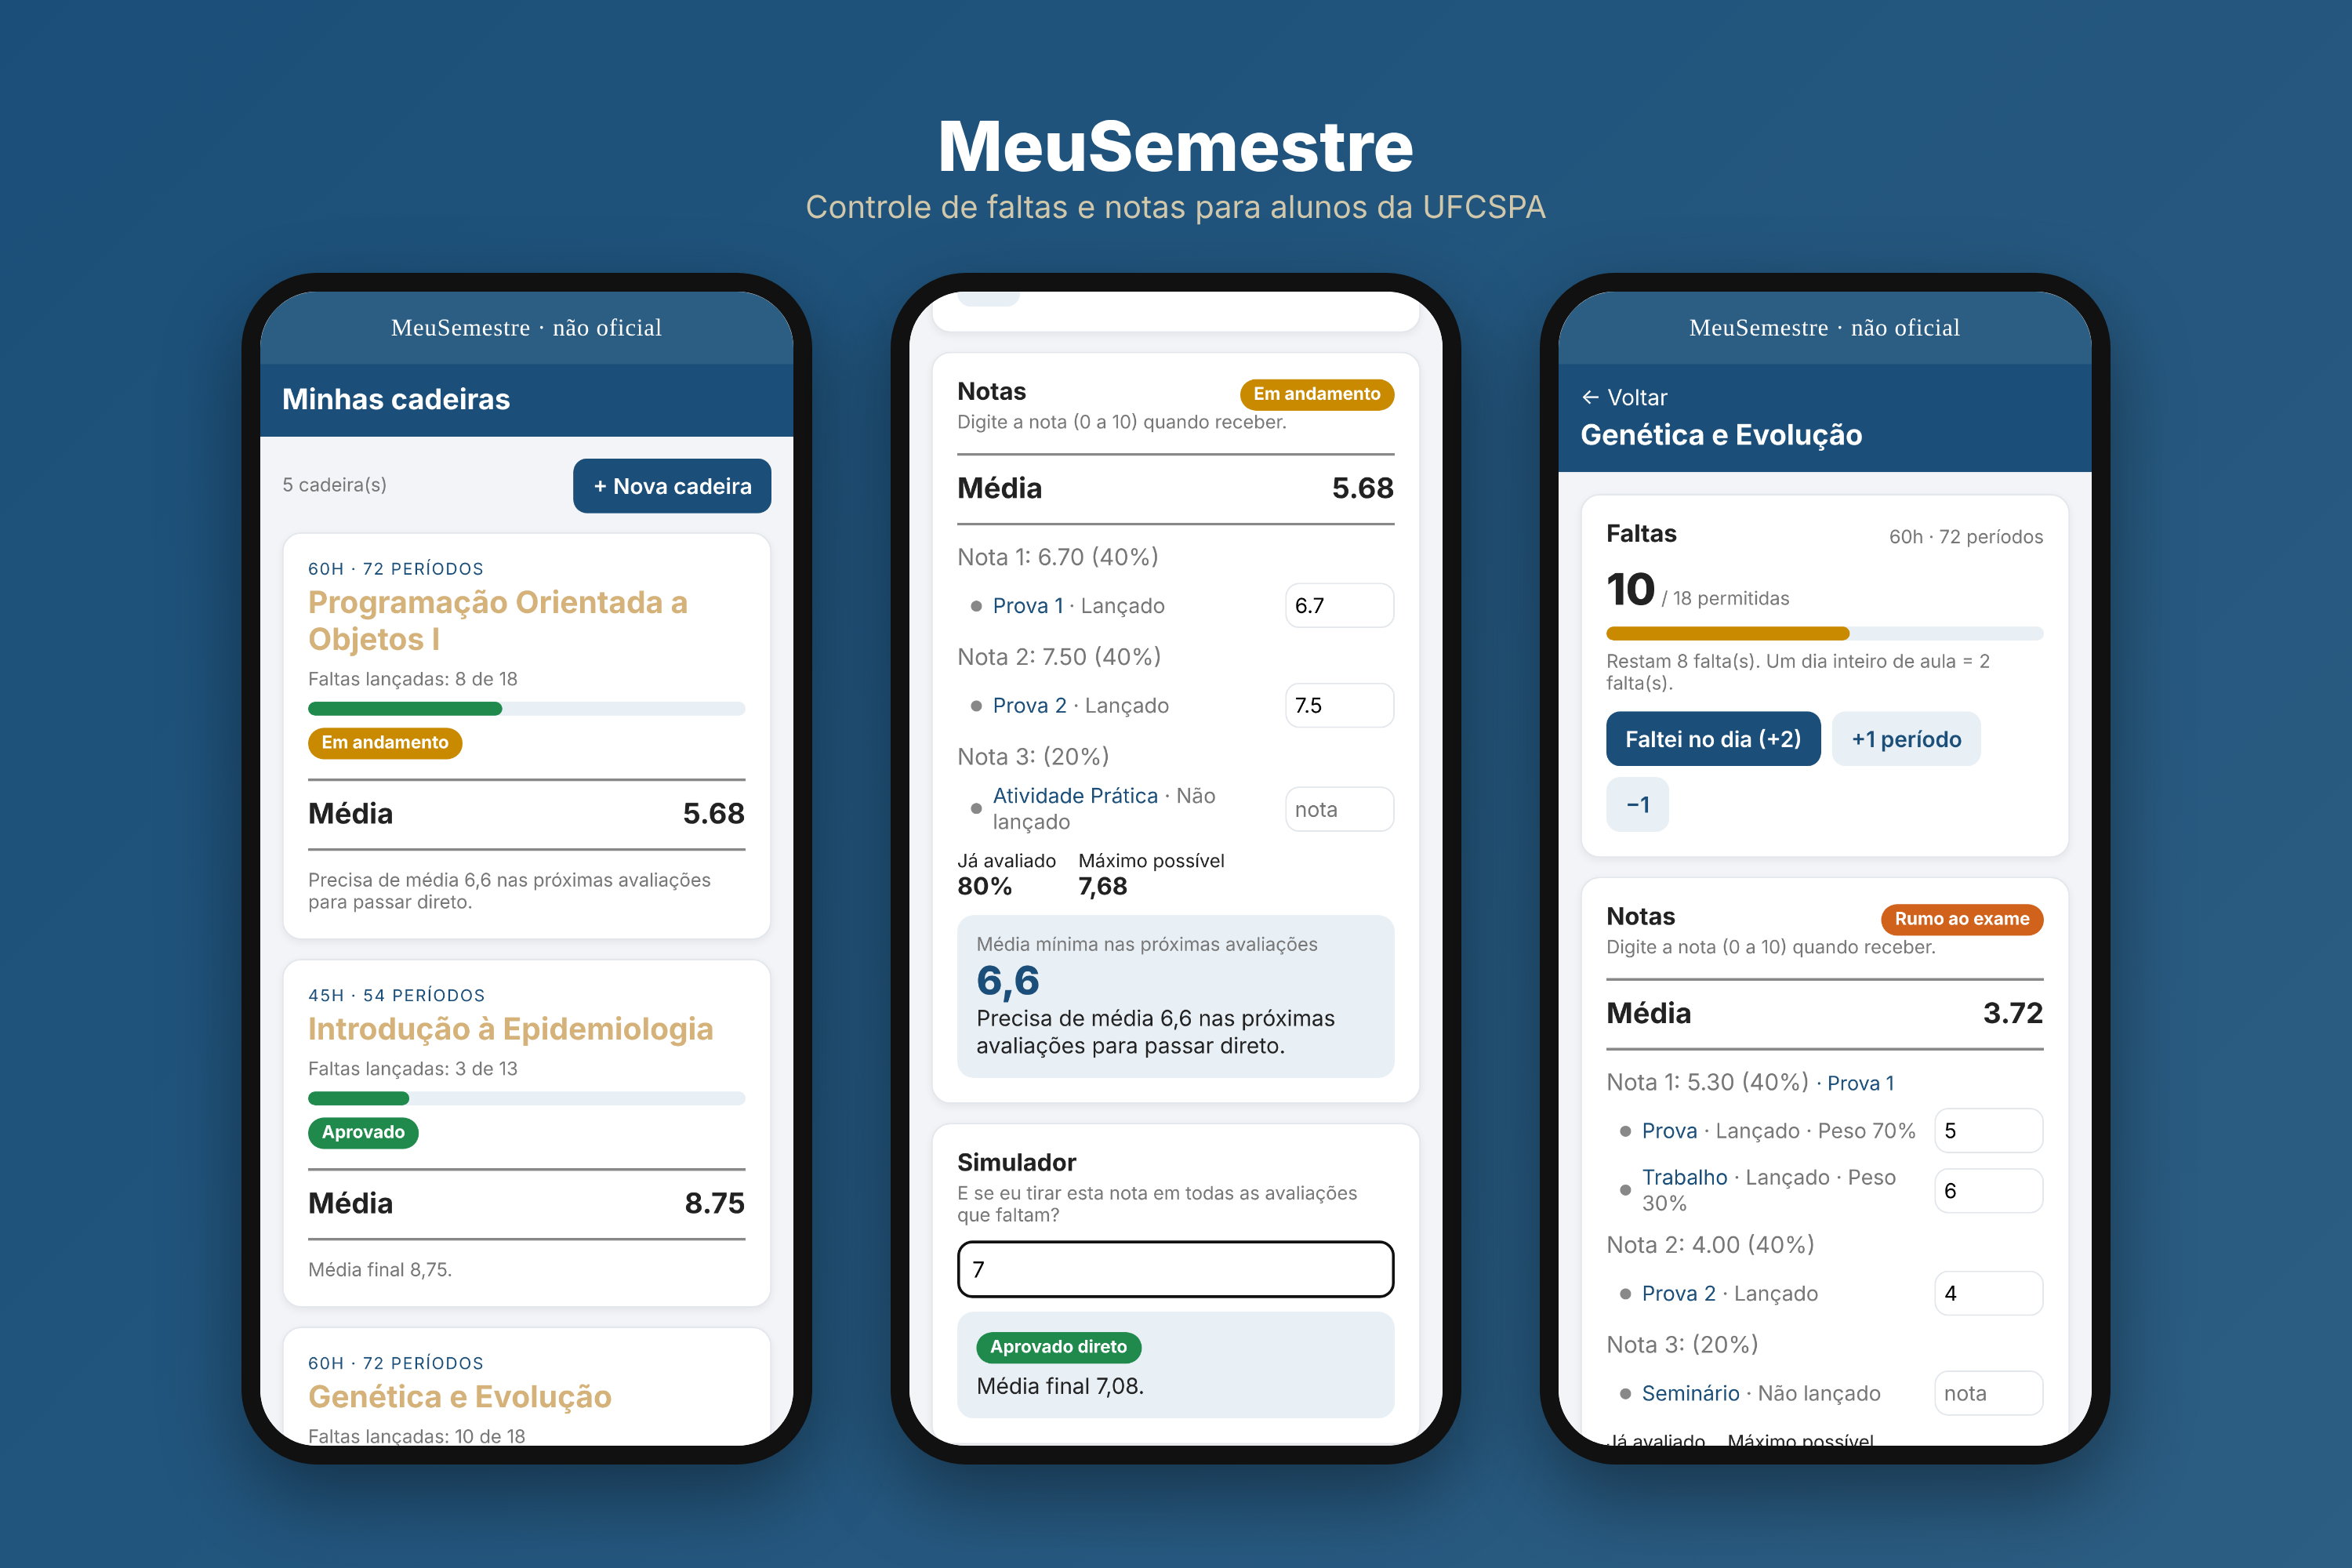 MeuSemestre
Controle de faltas e notas para alunos da UFCSPA
MeuSemestre · não oficial
Minhas cadeiras
5 cadeira(s)
+ Nova cadeira
60H · 72 PERÍODOS
Programação Orientada a
Objetos I
Faltas lançadas: 8 de 18
Em andamento
Média 5.68
Precisa de média 6,6 nas próximas avaliações
para passar direto.
45H · 54 PERÍODOS
Introdução à Epidemiologia
Faltas lançadas: 3 de 13
Aprovado
Média 8.75
Média final 8,75.
60H · 72 PERÍODOS
Genética e Evolução
Faltas lançadas: 10 de 18
Notas
Em andamento
Digite a nota (0 a 10) quando receber.
Média 5.68
Nota 1: 6.70 (40%)
Prova 1 · Lançado 6.7
Nota 2: 7.50 (40%)
Prova 2 · Lançado 7.5
Nota 3: (20%)
Atividade Prática · Não
lançado
nota
Já avaliado Máximo possível
80% 7,68
Média mínima nas próximas avaliações
6,6
Precisa de média 6,6 nas próximas
avaliações para passar direto.
Simulador
E se eu tirar esta nota em todas as avaliações
que faltam?
7
Aprovado direto
Média final 7,08.
MeuSemestre · não oficial
← Voltar
Genética e Evolução
Faltas 60h · 72 períodos
10 / 18 permitidas
Restam 8 falta(s). Um dia inteiro de aula = 2
falta(s).
Faltei no dia (+2) +1 período
−1
Notas
Rumo ao exame
Digite a nota (0 a 10) quando receber.
Média 3.72
Nota 1: 5.30 (40%) · Prova 1
Prova · Lançado · Peso 70% 5
Trabalho · Lançado · Peso
30%
6
Nota 2: 4.00 (40%)
Prova 2 · Lançado 4
Nota 3: (20%)
Seminário · Não lançado nota
Já avaliado Máximo possível